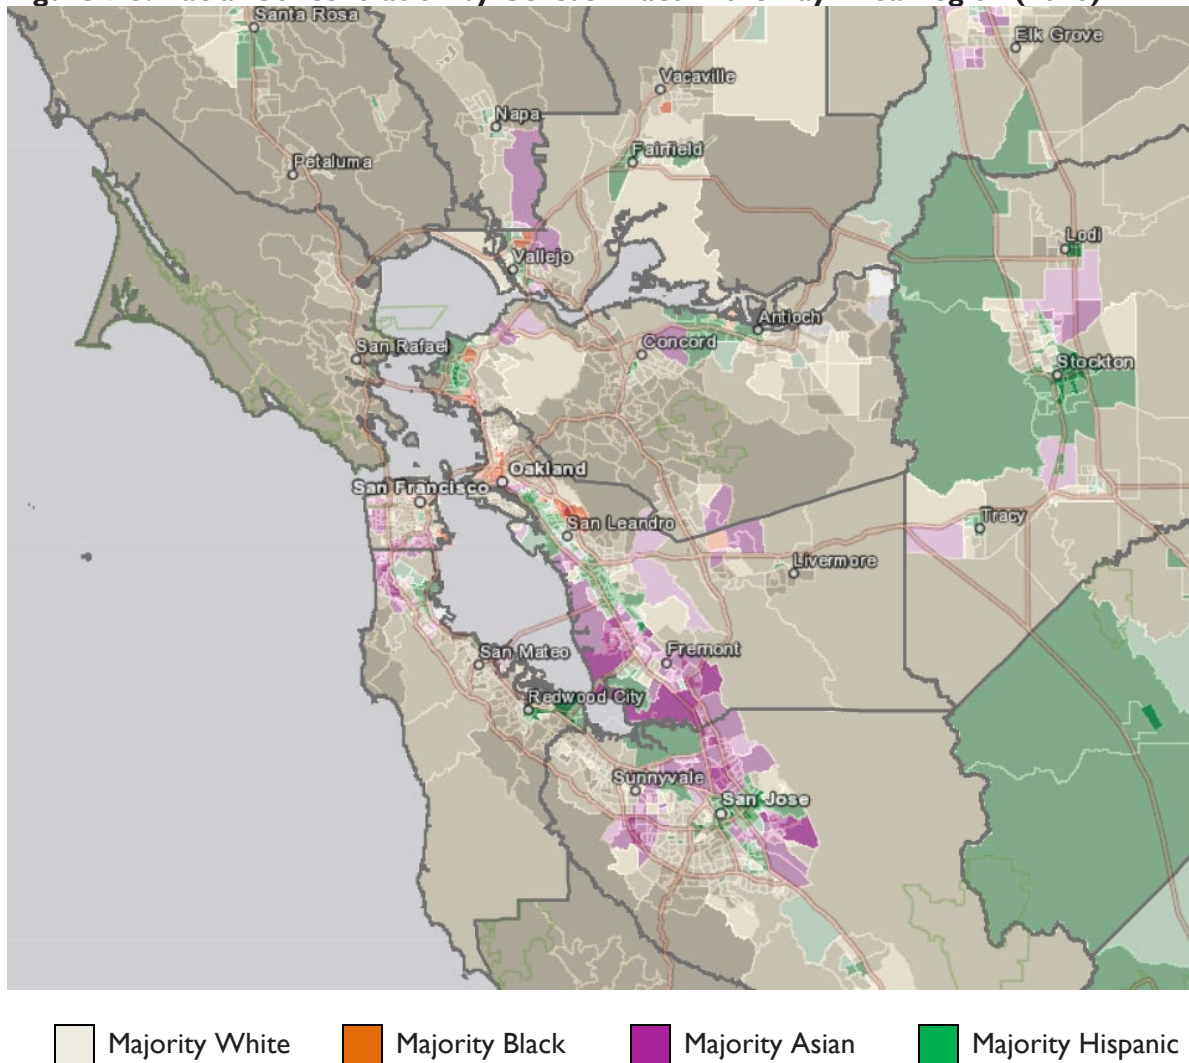 Santa Rosa
Elk Grove
Vacaville
Napa
Fairfield
Petaluma
Lodi
Vallejo
Antioch
San Rafael
Concord
Stockton
Oakland
San Francisco
San Leandro
Tracy
Livermore
San Mateo
Fremont
Redwood City
Sunnyvale
San Jose
Majority White
Majority Black
Majority Asian
Majority Hispanic